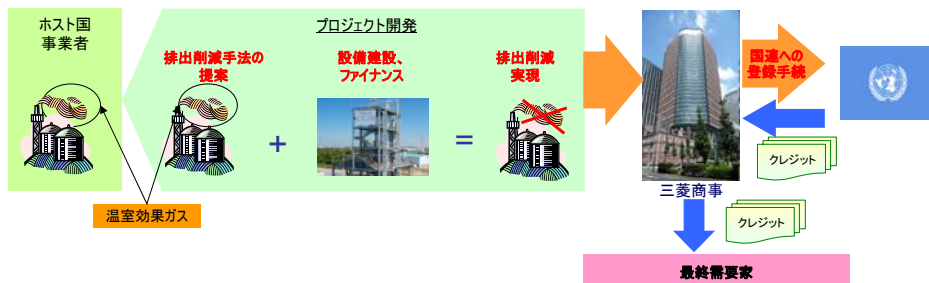 ホスト国
事業者
プロジェクト開発
排出削減手法の
提案
設備建設、
ファイナンス
排出削減
実現
+
=
温室効果ガス
国連への
登録手続
クレジット
三菱商事
クレジット
最終需要家